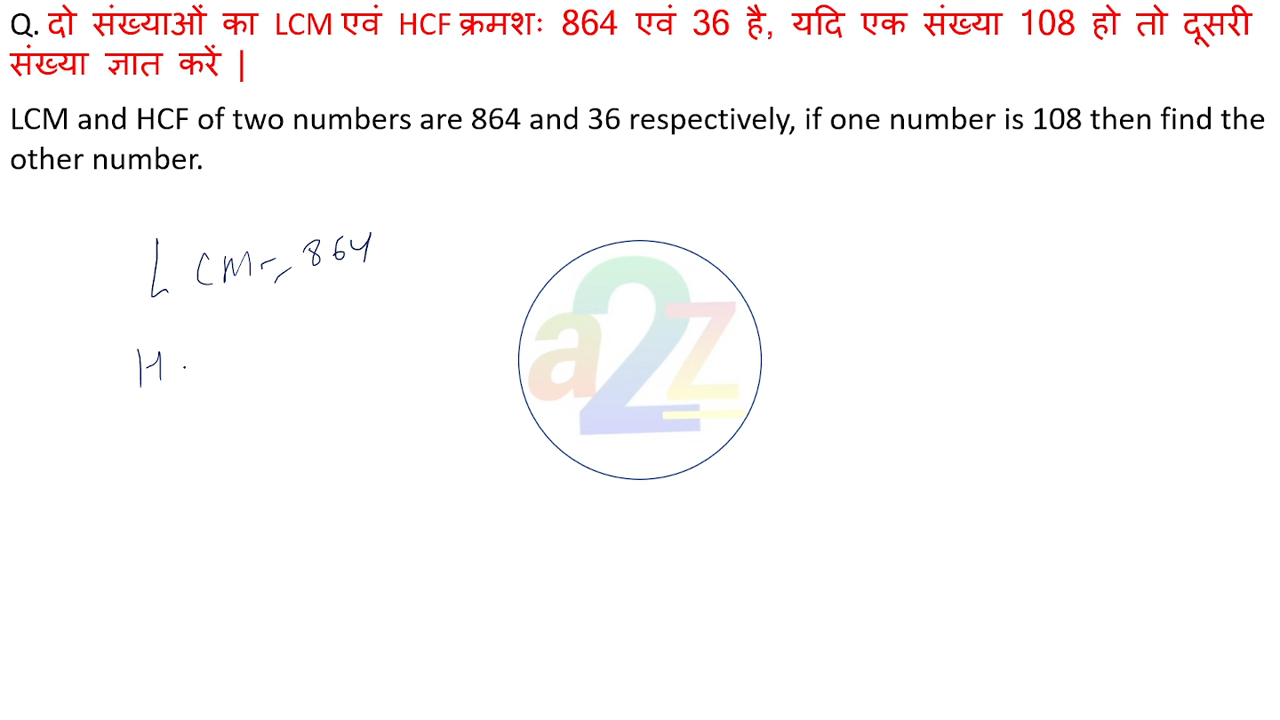 Q. दो संख्याओं का LCM एवं HCF क्रमशः 864 एवं 36 है, यदि एक संख्या 108 हो तो दूसरी
संख्या ज्ञात करें |
LCM and HCF of two numbers are 864 and 36 respectively, if one number is 108 then find the
other number.
LCM = 864
H .
a2z